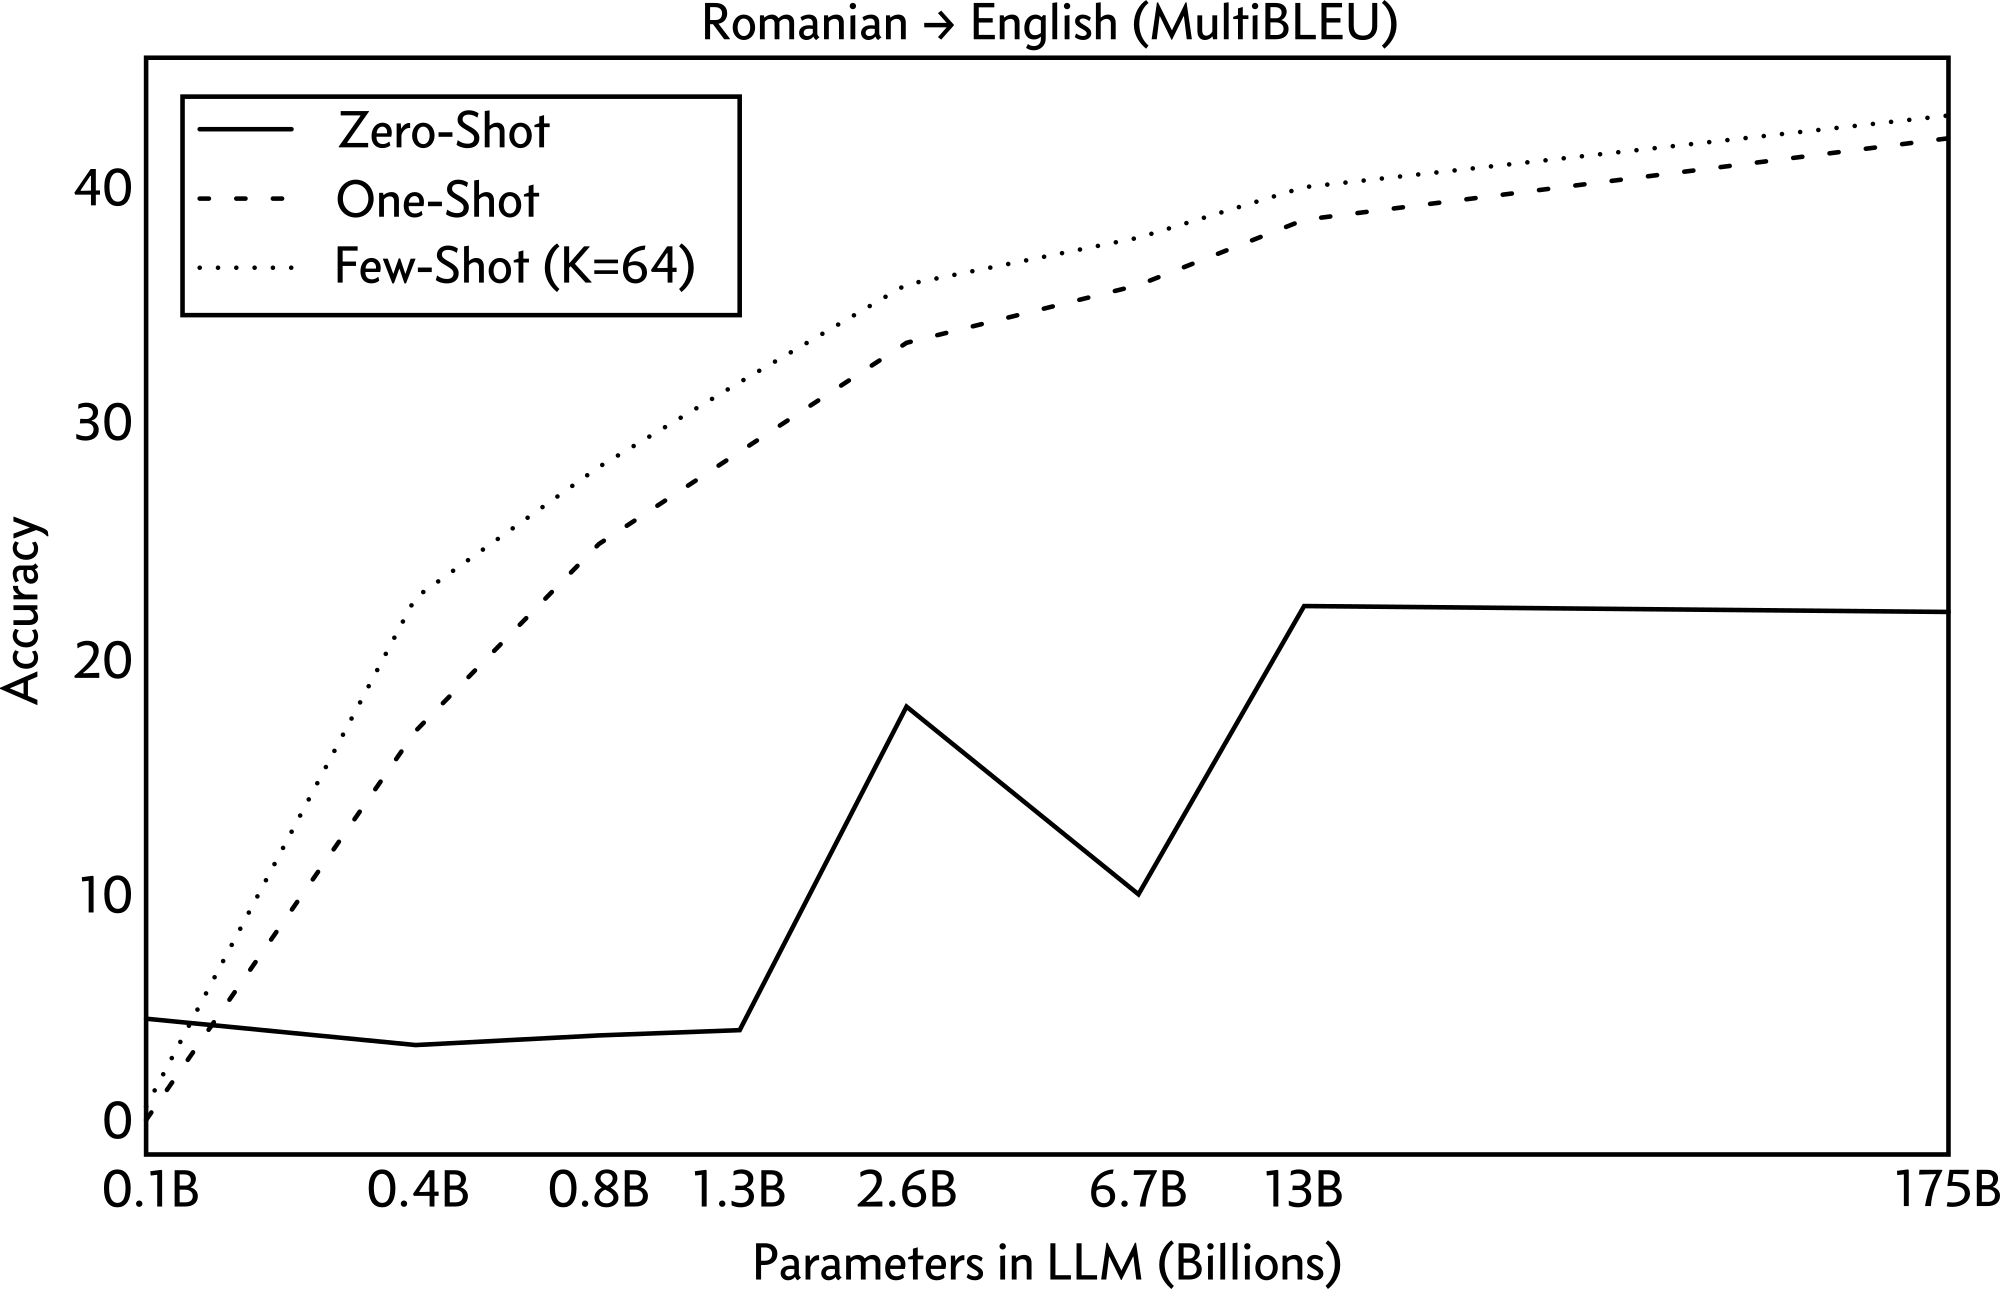 Romanian → English (MultiBLEU)
Zero-Shot
One-Shot
Few-Shot (K=64)
40
30
20
10
0
Accuracy
0.1B 0.4B 0.8B 1.3B 2.6B 6.7B 13B 175B
Parameters in LLM (Billions)